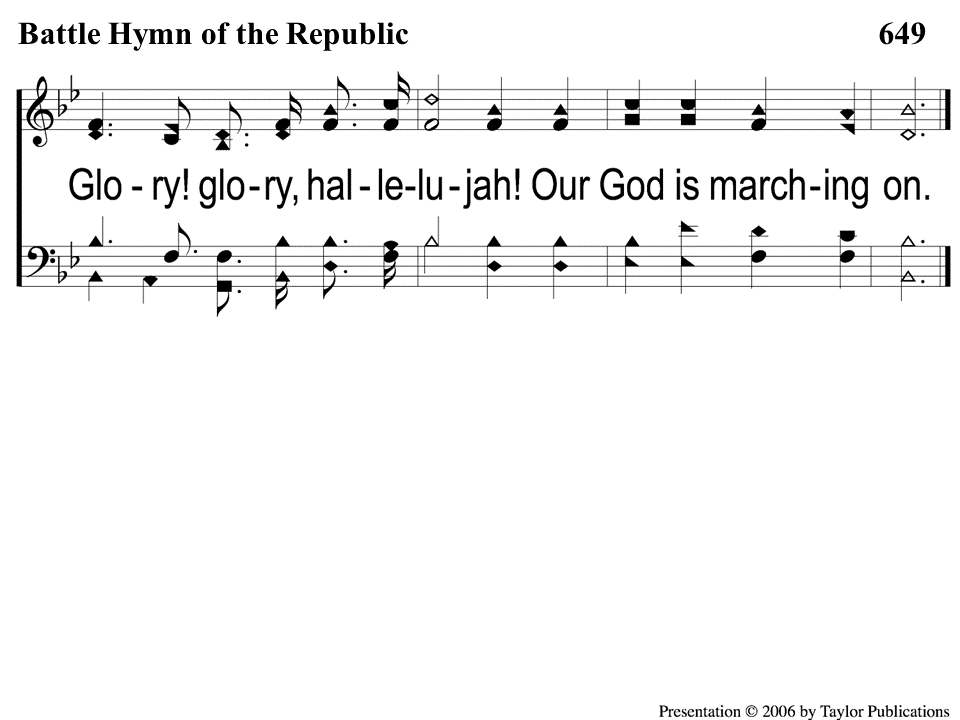 Battle Hymn of the Republic 649
Glo - ry! glo - ry, hal - le - lu - jah! Our God is march - ing on.
Presentation © 2006 by Taylor Publications